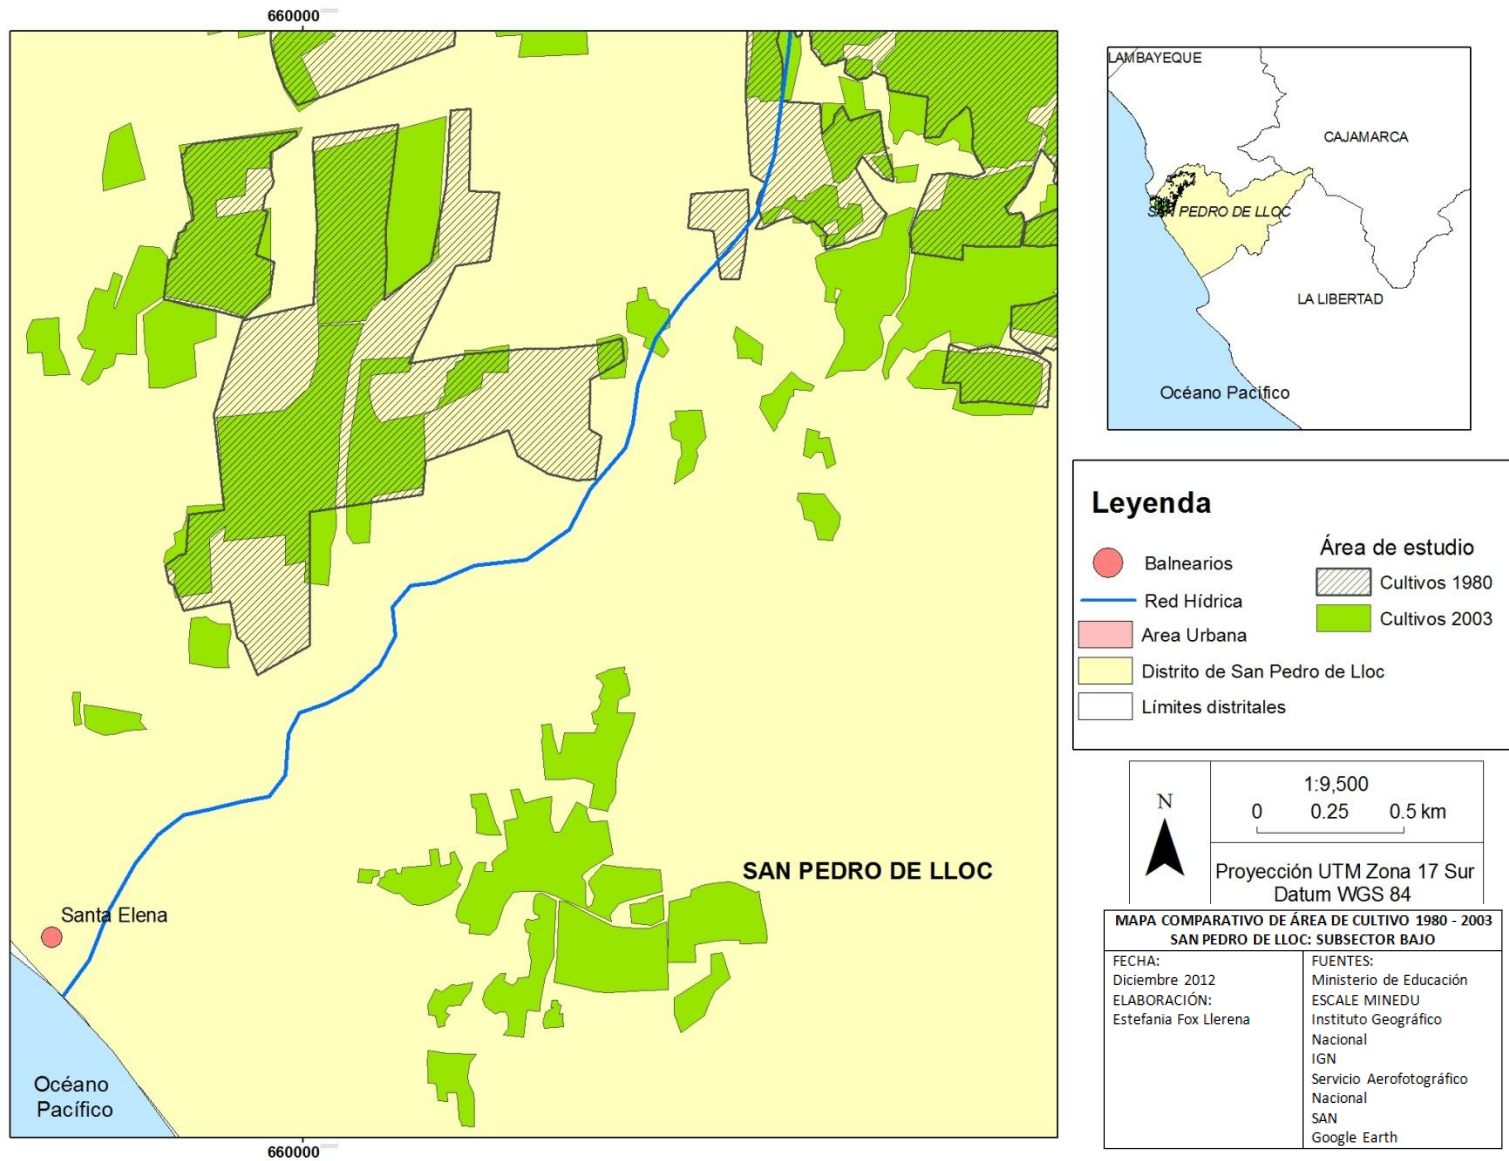 660000
LAMBAYEQUE
CAJAMARCA
SAN PEDRO DE LLOC
LA LIBERTAD
Océano Pacífico
Leyenda
Balnearios
Red Hídrica
Area Urbana
Distrito de San Pedro de Lloc
Límites distritales
Área de estudio
Cultivos 1980
Cultivos 2003
N
1:9,500
0 0.25 0.5 km
Proyección UTM Zona 17 Sur
Datum WGS 84
SAN PEDRO DE LLOC
Santa Elena
Océano
Pacífico
MAPA COMPARATIVO DE ÁREA DE CULTIVO 1980 - 2003
SAN PEDRO DE LLOC: SUBSECTOR BAJO
FECHA:
Diciembre 2012
ELABORACIÓN:
Estefania Fox Llerena
FUENTES:
Ministerio de Educación
ESCALE MINEDU
Instituto Geográfico
Nacional
IGN
Servicio Aerofotográfico
Nacional
SAN
Google Earth
660000